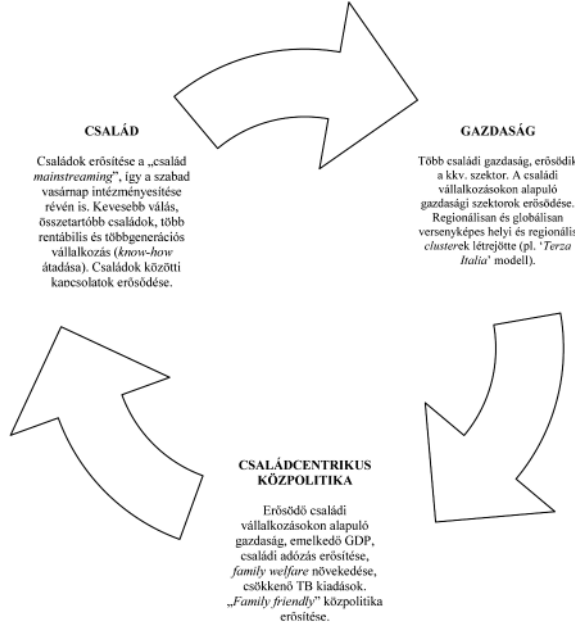 CSALÁD
Családok erősítése a „család
mainstreaming”, így a szabad
vasárnap intézményesítése
révén is. Kevesebb válás,
összetartóbb családok, több
rentábilis és többgenerációs
vállalkozás (know-how
átadása). Családok közötti
kapcsolatok erősödése.
GAZDASÁG
Több családi gazdaság, erősödik
a kkv. szektor. A családi
vállalkozásokon alapuló
gazdasági szektorok erősödése.
Regionálisan és globálisan
versenyképes helyi és regionális
clusterek létrejötte (pl. ‘Terza
Italia’ modell).
CSALÁDCENTRIKUS
KÖZPOLITIKA
Erősödő családi
vállalkozásokon alapuló
gazdaság, emelkedő GDP,
családi adózás erősítése,
family welfare növekedése,
csökkenő TB kiadások.
„Family friendly” közpolitika
erősítése.